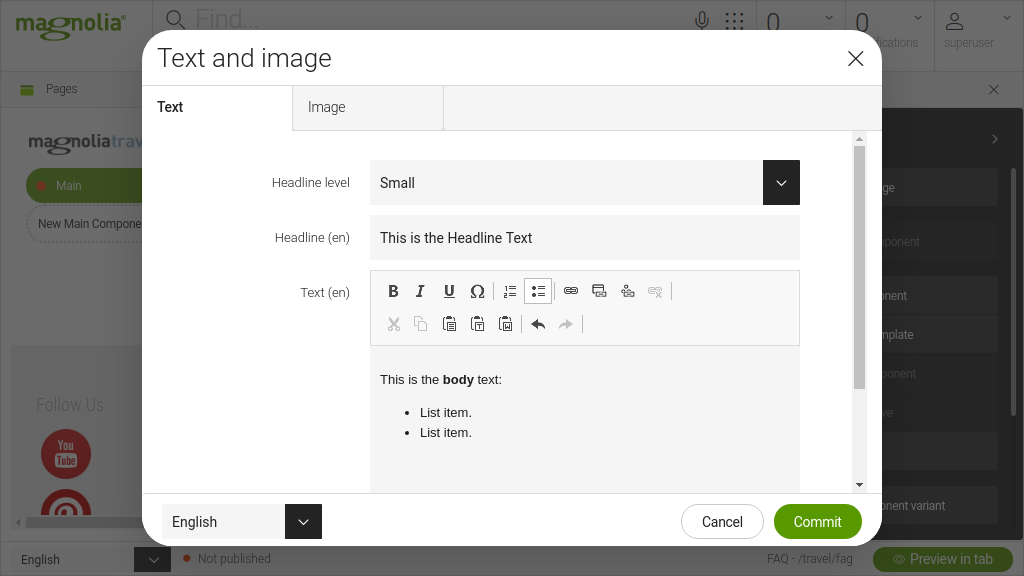 magnolia®
Find...
0
0
fications
superuser
Pages
Text and image
Text
Image
magnoliatrav
Main
New Main Compone
Headline level
Small
Headline (en)
This is the Headline Text
Text (en)
B I U Ω
This is the body text:
• List item.
• List item.
ge
ponent
onent
mplate
ponent
ve
onent variant
Follow Us
You
Tube
English
Cancel
Commit
English
Not published
FAQ - /travel/faq
Preview in tab